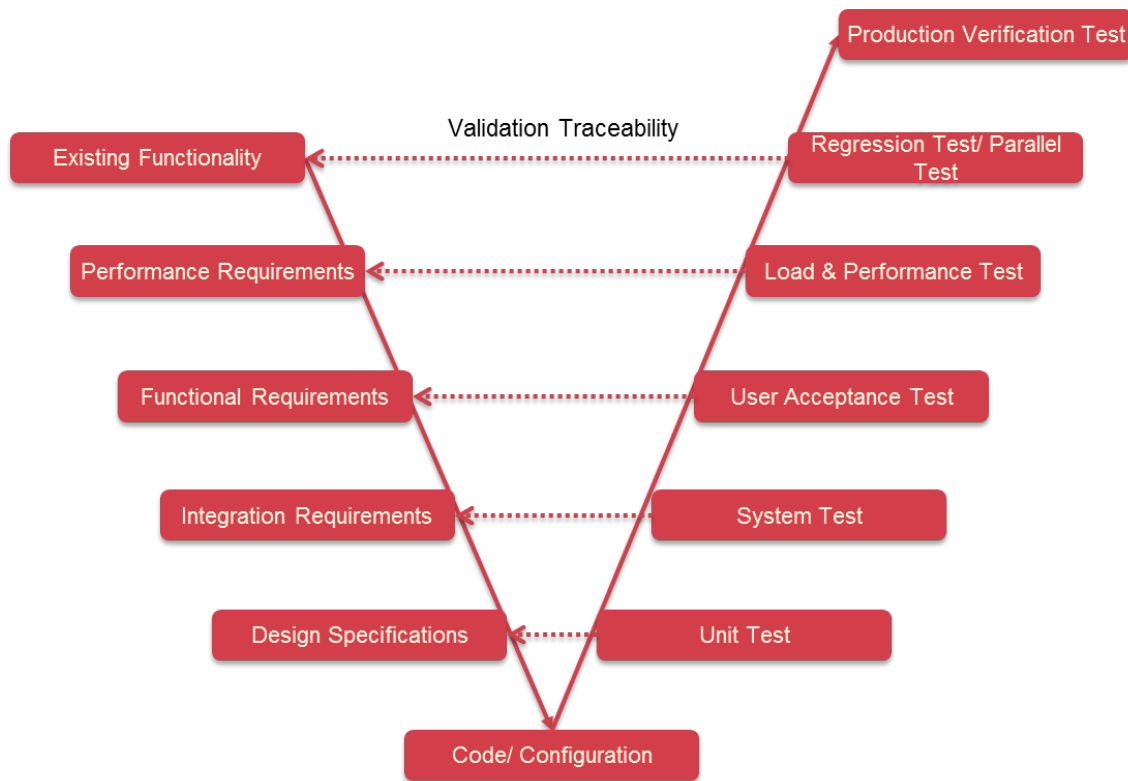 Production Verification Test
Validation Traceability
Existing Functionality
Regression Test/ Parallel
Test
Performance Requirements
Load & Performance Test
Functional Requirements
User Acceptance Test
Integration Requirements
System Test
Design Specifications
Unit Test
Code/ Configuration